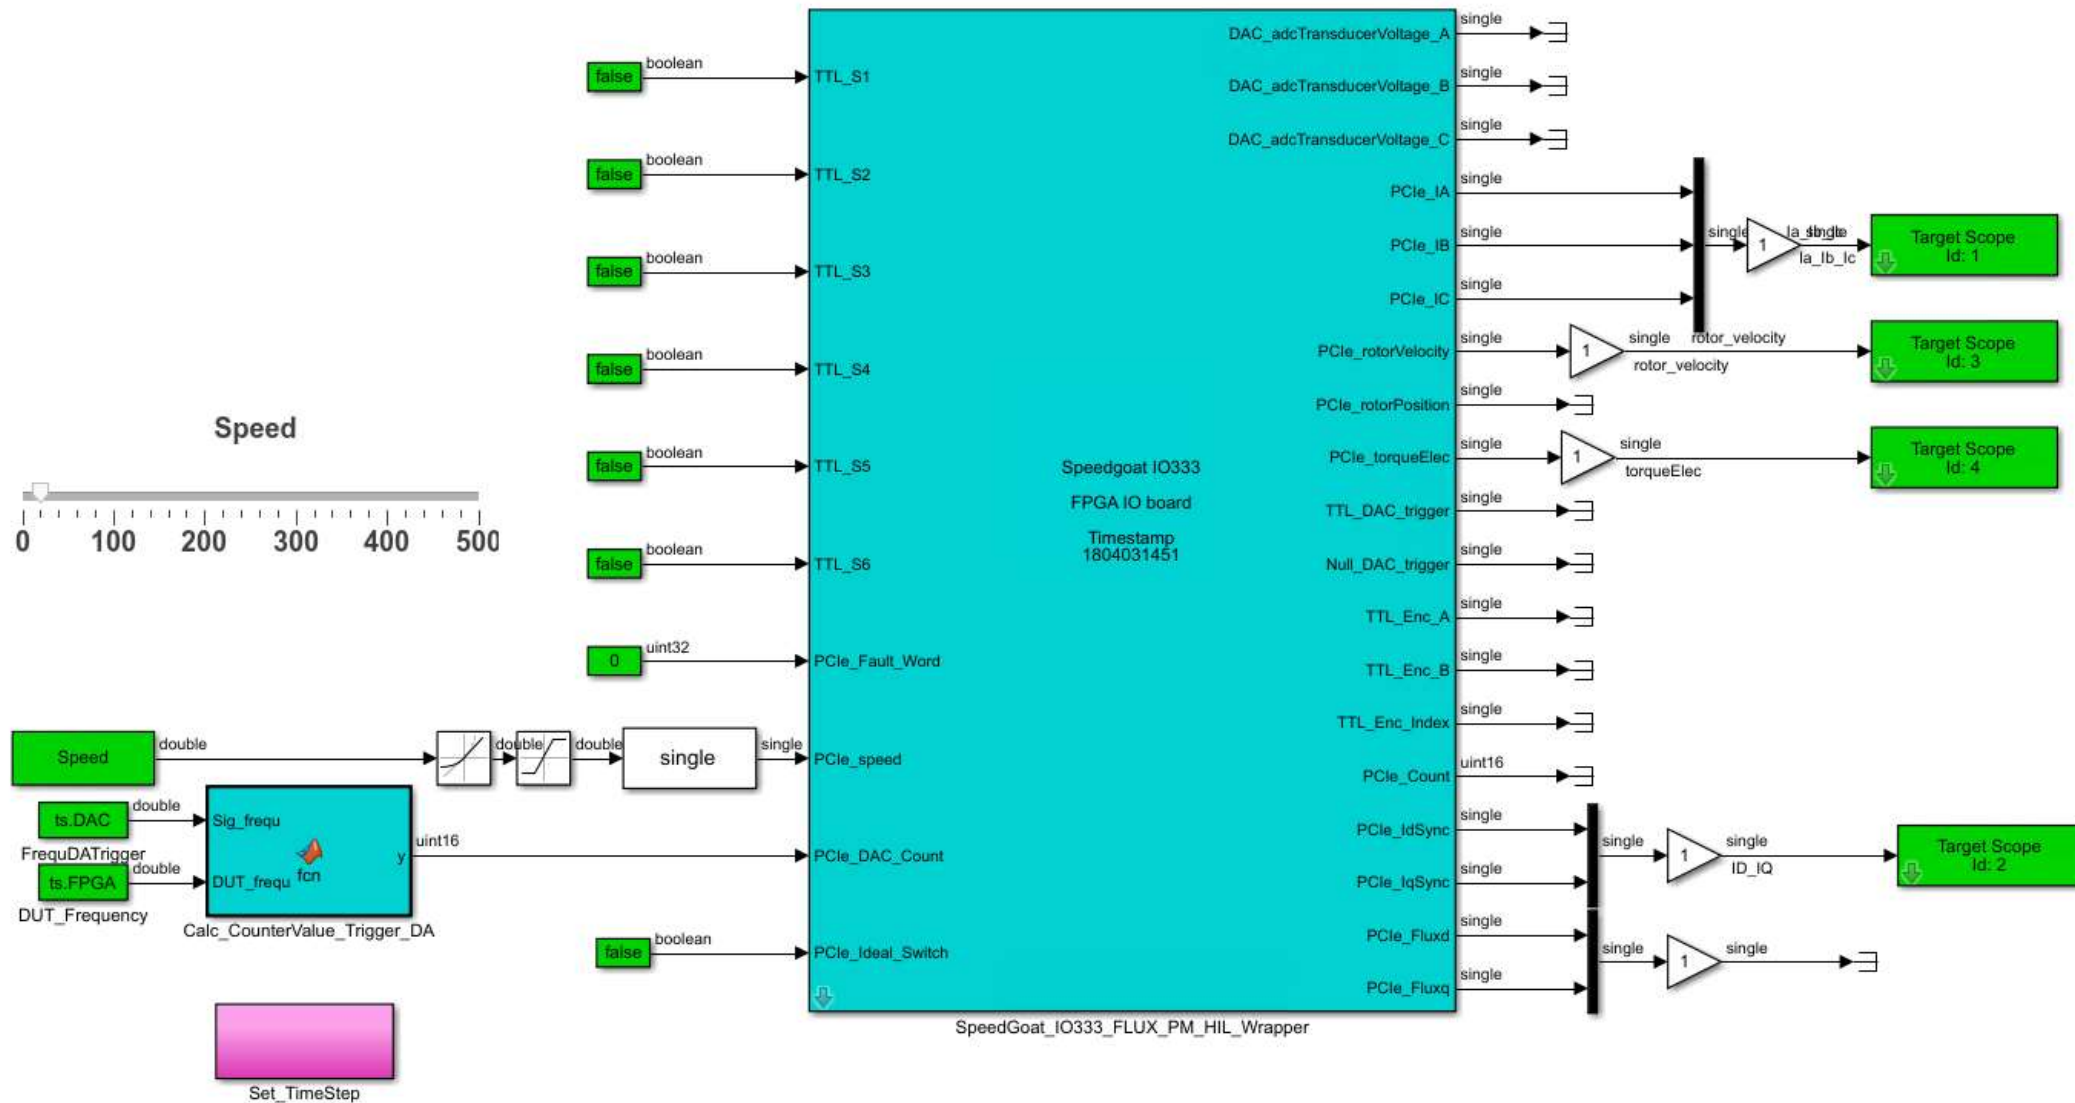 Speed
0 100 200 300 400 500
false boolean
false boolean
false boolean
false boolean
false boolean
false boolean
0 uint32
Speed double double double single single
ts.DAC double
FrequDATrigger
ts.FPGA double
DUT_Frequency
Sig_frequ
DUT_frequ
fcn
y
uint16
Calc_CounterValue_Trigger_DA
false boolean
Set_TimeStep
TTL_S1
TTL_S2
TTL_S3
TTL_S4
TTL_S5
TTL_S6
PCIe_Fault_Word
PCIe_speed
PCIe_DAC_Count
PCIe_Ideal_Switch
Speedgoat IO333
FPGA IO board
Timestamp
1804031451
SpeedGoat_IO333_FLUX_PM_HIL_Wrapper
DAC_adcTransducerVoltage_A single
DAC_adcTransducerVoltage_B single
DAC_adcTransducerVoltage_C single
PCIe_IA single
PCIe_IB single
PCIe_IC single
single 1
Ia_Ib_Ic
Target Scope
Id: 1
PCIe_rotorVelocity single 1 single rotor_velocity
rotor_velocity
Target Scope
Id: 3
PCIe_rotorPosition single
PCIe_torqueElec single 1 single
torqueElec
Target Scope
Id: 4
TTL_DAC_trigger single
Null_DAC_trigger single
TTL_Enc_A single
TTL_Enc_B single
TTL_Enc_Index single
PCIe_Count uint16
PCIe_IdSync single
PCIe_IqSync single
single 1 single
ID_IQ
Target Scope
Id: 2
PCIe_Fluxd single
PCIe_Fluxq single
single 1 single